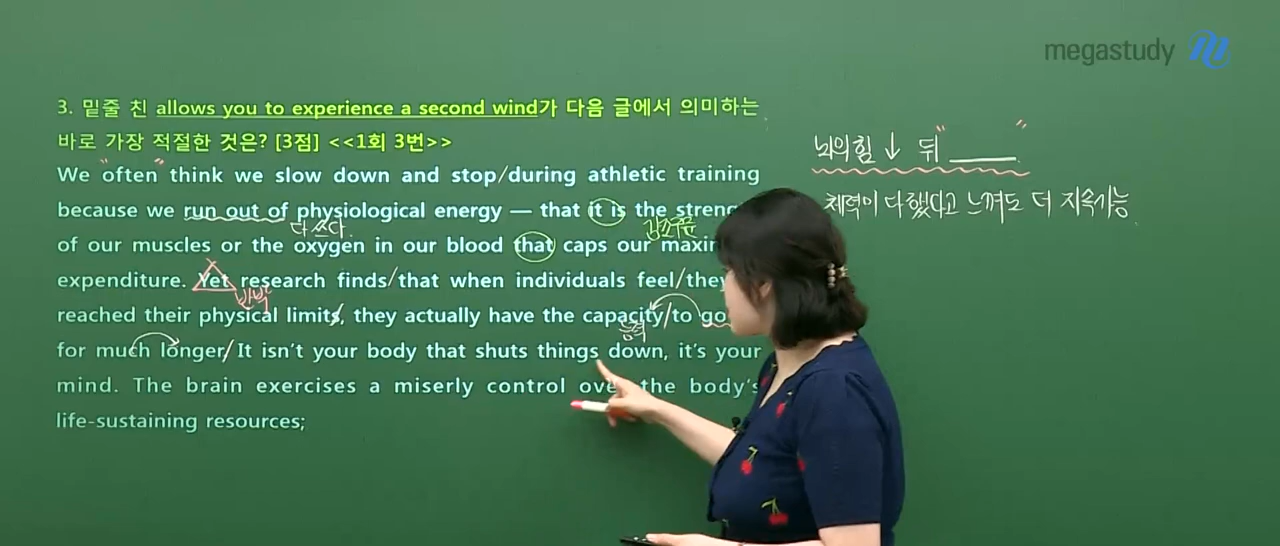 megastudy
3. 밑줄 친 allows you to experience a second wind가 다음 글에서 의미하는
바로 가장 적절한 것은? [3점] <<1회 3번>>
We often think we slow down and stop/during athletic training
because we run out of physiological energy — that it is the
다 쓰다.
of our muscles or the oxygen in our blood that caps our
expenditure. Yet research finds/that when individuals feel/
반박
reached their physical limits, they actually have the capacity/to
능력
for much longer/ It isn't your body that shuts things down, it's your
mind. The brain exercises a miserly control the body's
life-sustaining resources;
뇌의 힘 ↓ 뒤 " "
체력이 다했다고 느껴도 더 지속가능